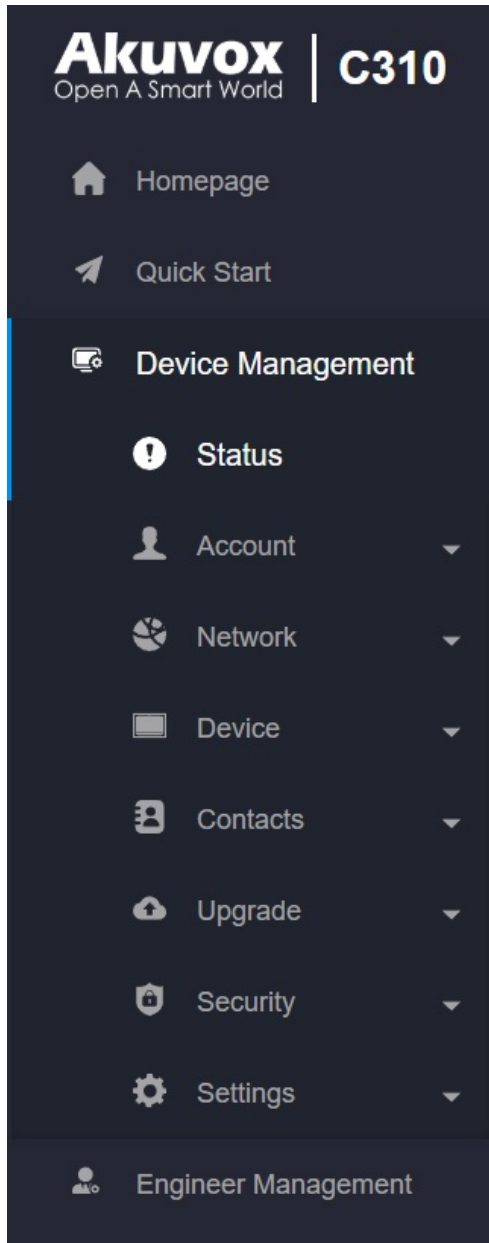 Akuvox
Open A Smart World
C310
Homepage
Quick Start
Device Management
Status
Account
Network
Device
Contacts
Upgrade
Security
Settings
Engineer Management